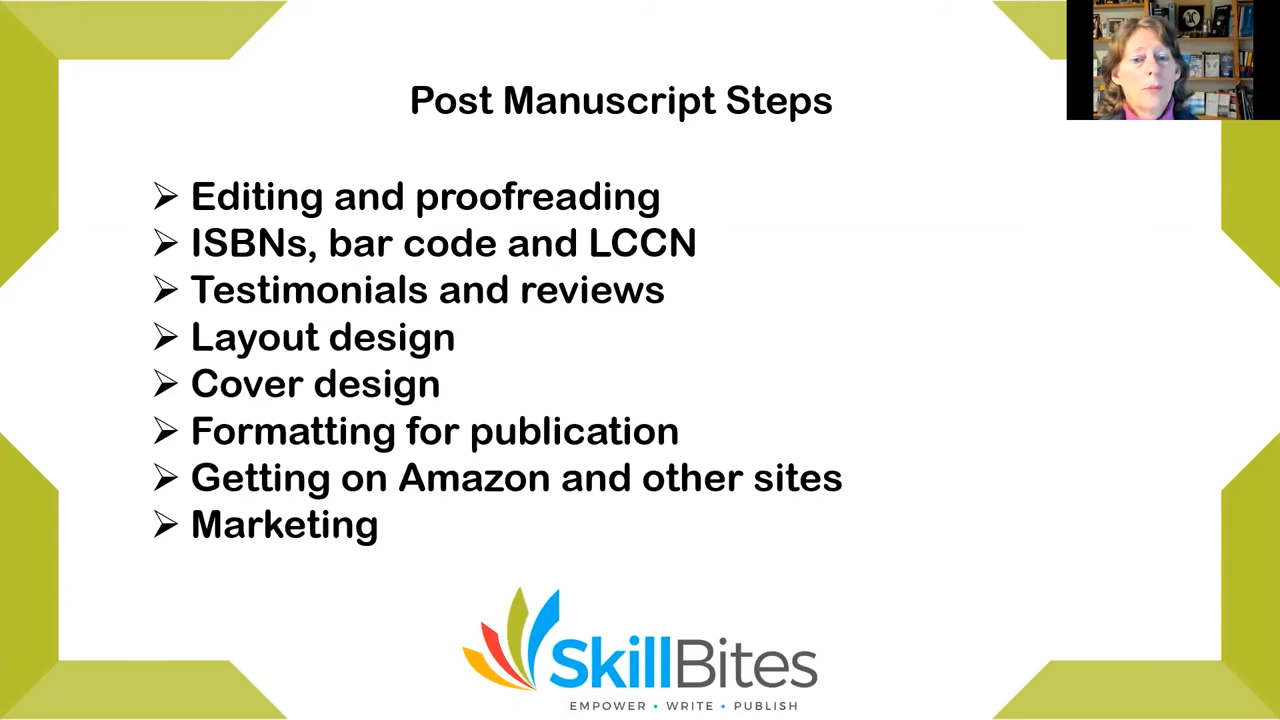 Post Manuscript Steps
Editing and proofreading
ISBNs, bar code and LCCN
Testimonials and reviews
Layout design
Cover design
Formatting for publication
Getting on Amazon and other sites
Marketing
SkillBites
EMPOWER • WRITE • PUBLISH